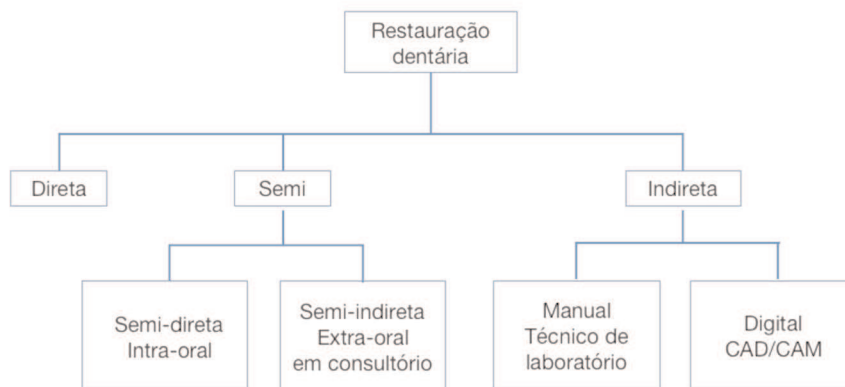 Restauração
dentária
Direta
Semi
Indireta
Semi-direta
Intra-oral
Semi-indireta
Extra-oral
em consultório
Manual
Técnico de
laboratório
Digital
CAD/CAM